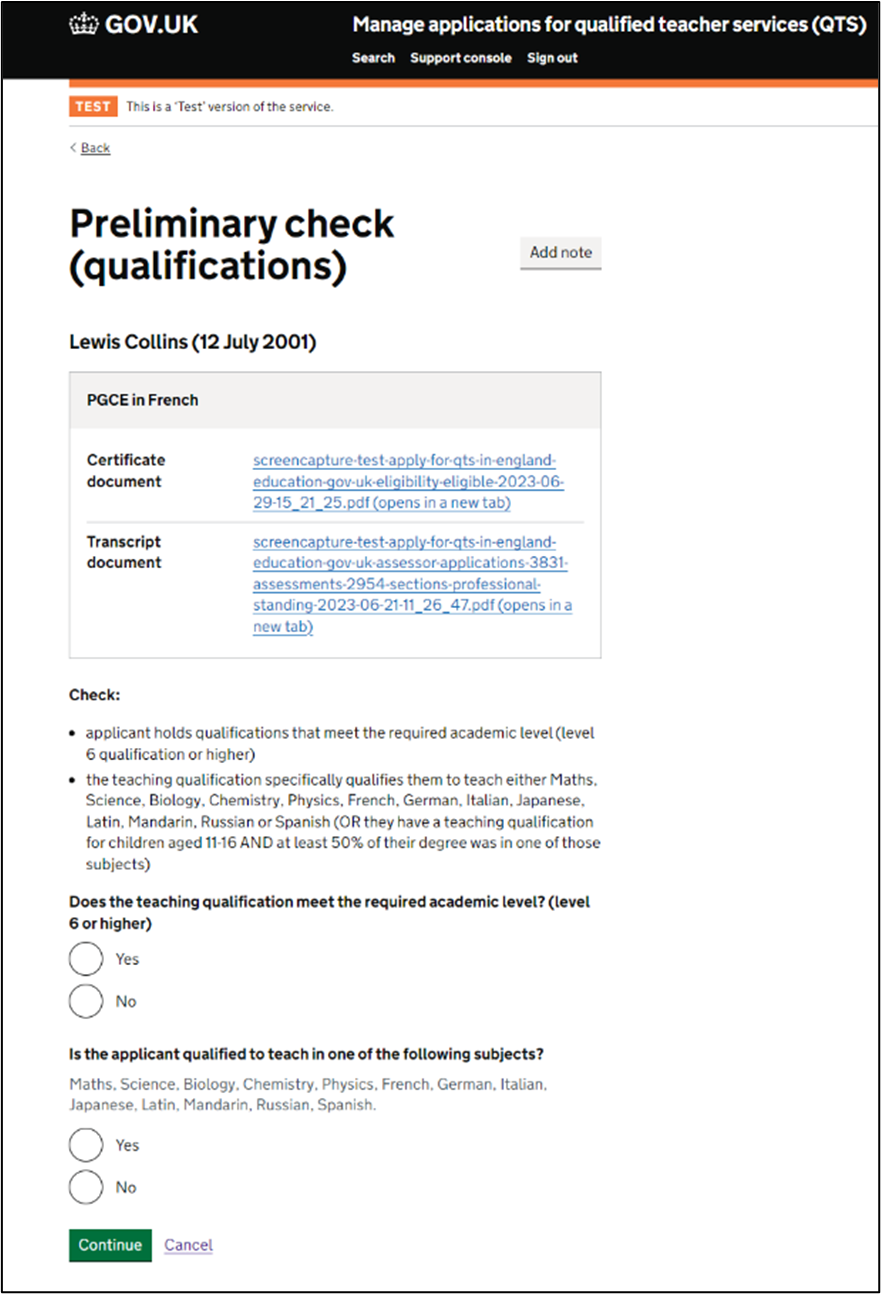 GOV.UK
Manage applications for qualified teacher services (QTS)
Search Support console Sign out
TEST This is a 'Test' version of the service.
< Back
Preliminary check
(qualifications)
Add note
Lewis Collins (12 July 2001)
PGCE in French
Certificate
document
screencapture-test-apply-for-qts-in-england-
education-gov-uk-eligibility-eligible-2023-06-
29-15_21_25.pdf (opens in a new tab)
Transcript
document
screencapture-test-apply-for-qts-in-england-
education-gov-uk-assessor-applications-3831-
assessments-2954-sections-professional-
standing-2023-06-21-11_26_47.pdf (opens in a
new tab)
Check:
• applicant holds qualifications that meet the required academic level (level
6 qualification or higher)
• the teaching qualification specifically qualifies them to teach either Maths,
Science, Biology, Chemistry, Physics, French, German, Italian, Japanese,
Latin, Mandarin, Russian or Spanish (OR they have a teaching qualification
for children aged 11-16 AND at least 50% of their degree was in one of those
subjects)
Does the teaching qualification meet the required academic level? (level
6 or higher)
Yes
No
Is the applicant qualified to teach in one of the following subjects?
Maths, Science, Biology, Chemistry, Physics, French, German, Italian,
Japanese, Latin, Mandarin, Russian, Spanish.
Yes
No
Continue Cancel